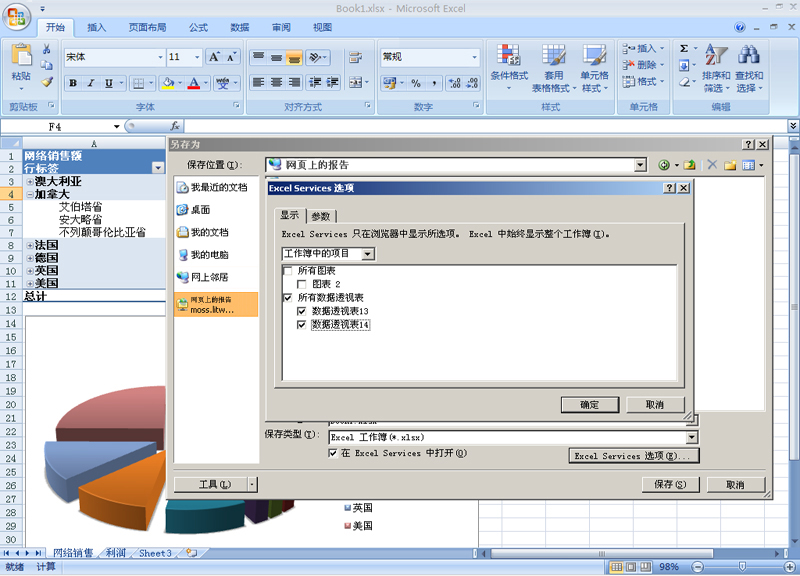 Book1.xlsx - Microsoft Excel
开始 插入 页面布局 公式 数据 审阅 视图
宋体 11 A A 常规 Σ 插入
粘贴 B I U 条件格式 套用 表格格式 单元格 样式 删除 格式 排序和 筛选 查找和 选择
剪贴板 字体 对齐方式 数字 样式 单元格 编辑
F4 fx
A
1 网络销售额
2 行标签
3 澳大利亚
4 加拿大
5 艾伯塔省
6 安大略省
7 不列颠哥伦比亚省
8 法国
9 德国
10 英国
11 美国
12 总计
13
14
15
16
17
18
19
20
21
22
23
24
25
26
27
28
29
30
另存为
保存位置(I): 网页上的报告
我最近的文档
桌面
我的文档
我的电脑
网上邻居
网页上的报告
moss.litw...
Excel Services 选项
显示 参数
Excel Services 只在浏览器中显示所选项。 Excel 中始终显示整个工作簿(I)。
工作簿中的项目
所有图表
图表 2
所有数据透视表
数据透视表13
数据透视表14
确定 取消
保存类型(T): Excel 工作簿(*.xlsx)
在 Excel Services 中打开(O)
Excel Services 选项(E)...
工具(L) 保存(S) 取消
英国
美国
网络销售 利润 Sheet3
就绪 计算 98%